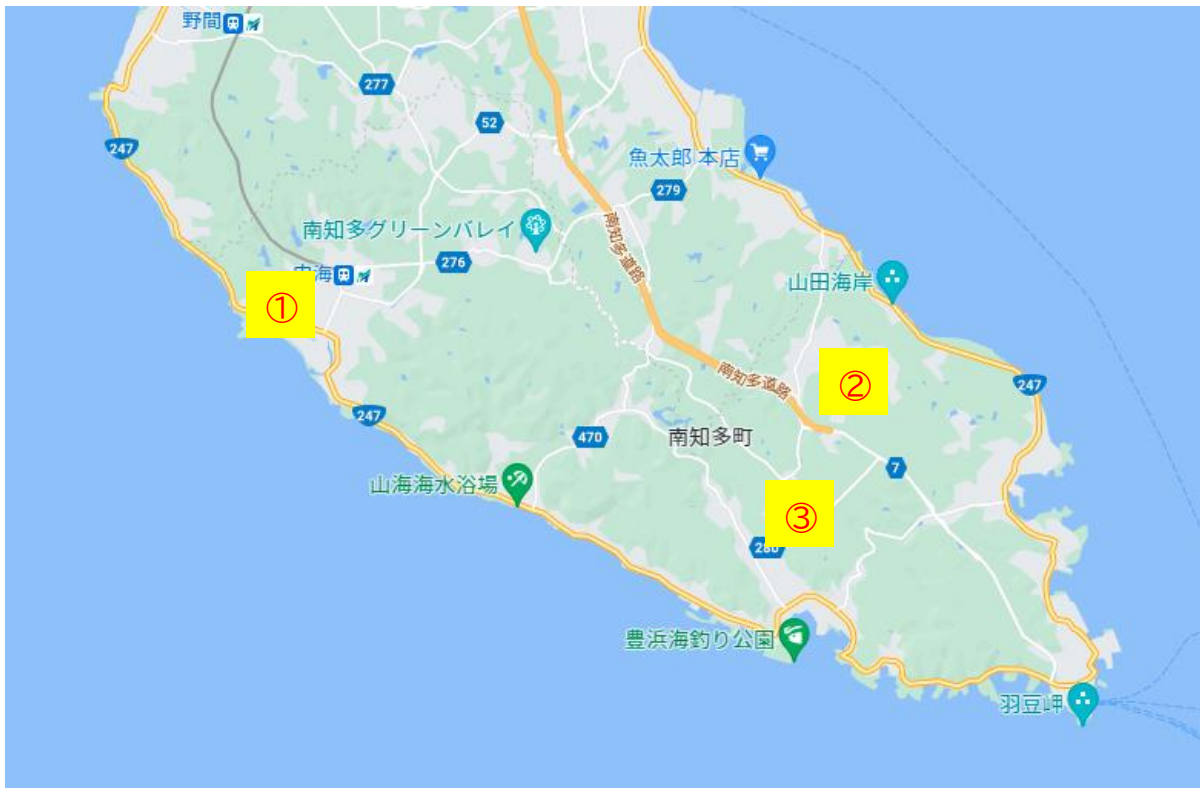 野間
277
52
247
魚太郎 本店
279
南知多グリーンバレイ
南知多道路
276
海
山田海岸
①
②
南知多道路
247
247
470
南知多町
7
山海海水浴場
③
280
豊浜海釣り公園
羽豆岬